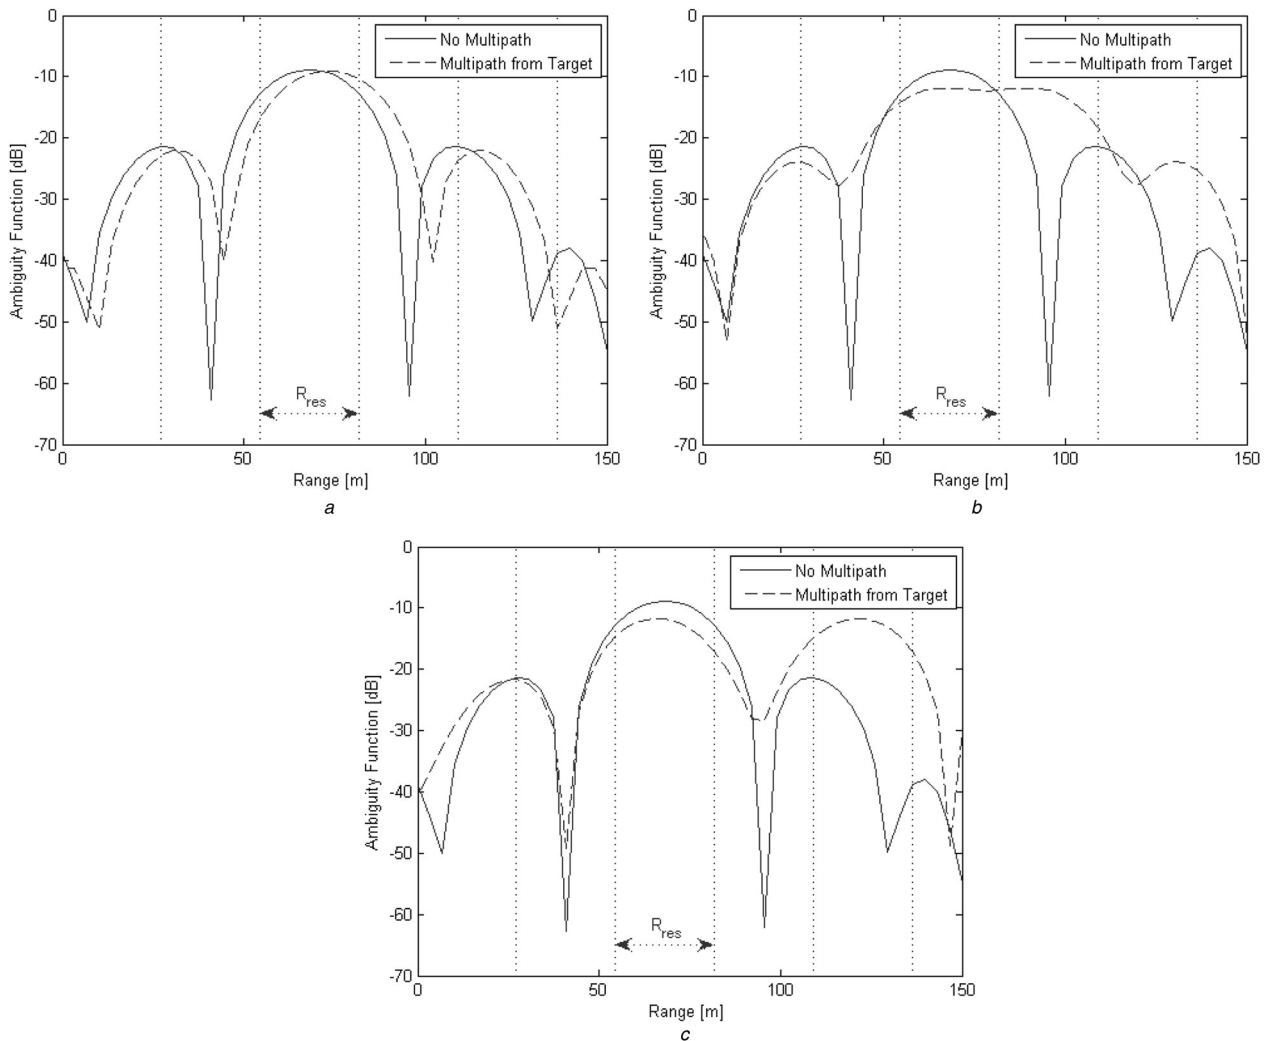 0
-10
-20
-30
-40
-50
-60
-70
Ambiguity Function [dB]
No Multipath
Multipath from Target
Rres
0 50 100 150
Range [m]
a
0
-10
-20
-30
-40
-50
-60
-70
Ambiguity Function [dB]
No Multipath
Multipath from Target
Rres
0 50 100 150
Range [m]
b
0
-10
-20
-30
-40
-50
-60
-70
Ambiguity Function [dB]
No Multipath
Multipath from Target
Rres
0 50 100 150
Range [m]
c